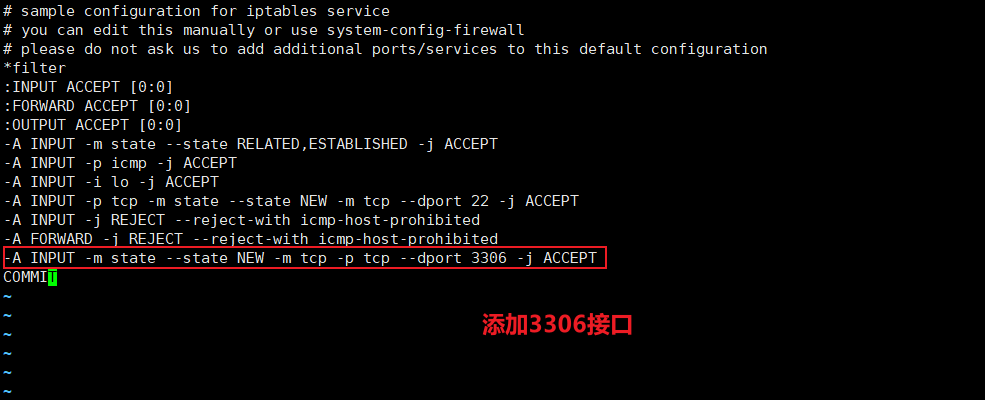 # sample configuration for iptables service
# you can edit this manually or use system-config-firewall
# please do not ask us to add additional ports/services to this default configuration
*filter
:INPUT ACCEPT [0:0]
:FORWARD ACCEPT [0:0]
:OUTPUT ACCEPT [0:0]
-A INPUT -m state --state RELATED,ESTABLISHED -j ACCEPT
-A INPUT -p icmp -j ACCEPT
-A INPUT -i lo -j ACCEPT
-A INPUT -p tcp -m state --state NEW -m tcp --dport 22 -j ACCEPT
-A INPUT -j REJECT --reject-with icmp-host-prohibited
-A FORWARD -j REJECT --reject-with icmp-host-prohibited
-A INPUT -m state --state NEW -m tcp -p tcp --dport 3306 -j ACCEPT
COMMIT
~
~
添加3306接口
~
~
~
~